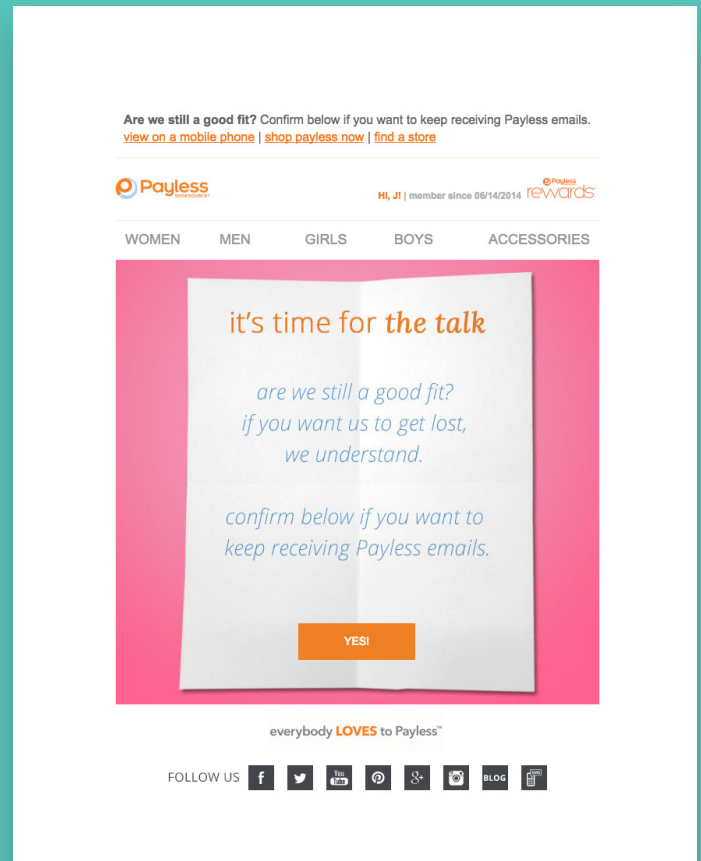 Are we still a good fit? Confirm below if you want to keep receiving Payless emails.
view on a mobile phone | shop payless now | find a store
Payless
SHOESOURCE
HI, J! | member since 06/14/2014
Payless
rewards
WOMEN MEN GIRLS BOYS ACCESSORIES
it's time for the talk
are we still a good fit?
if you want us to get lost,
we understand.
confirm below if you want to
keep receiving Payless emails.
YES!
everybody LOVES to Payless™
FOLLOW US f You Tube g+ BLOG